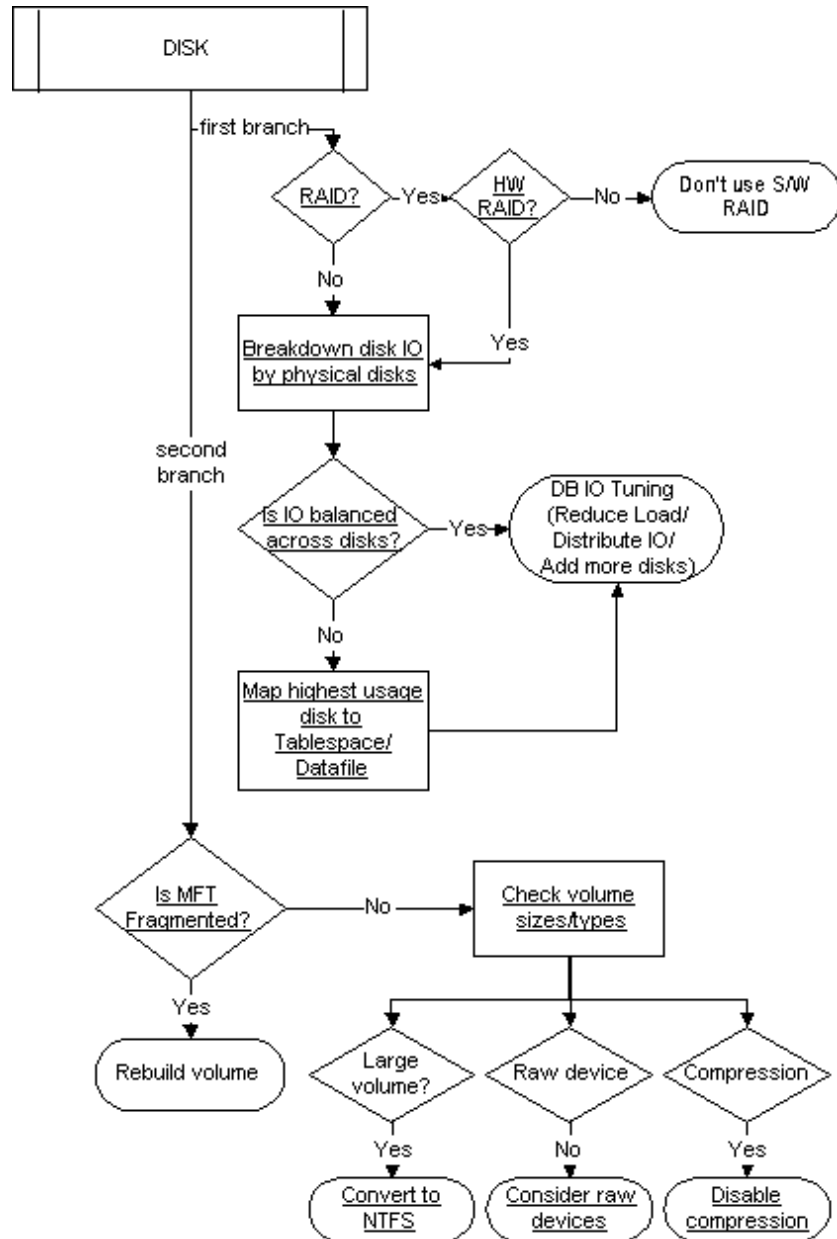 DISK
first branch
RAID?
Yes
HW
RAID?
No
Don't use S/W
RAID
No
Yes
Breakdown disk IO
by physical disks
second
branch
Is IO balanced
across disks?
Yes
DB IO Tuning
(Reduce Load/
Distribute IO/
Add more disks)
No
Map highest usage
disk to
Tablespace/
Datafile
Is MFT
Fragmented?
No
Check volume
sizes/types
Yes
Rebuild volume
Large
volume?
Raw device
Compression
Yes
No
Yes
Convert to
NTFS
Consider raw
devices
Disable
compression